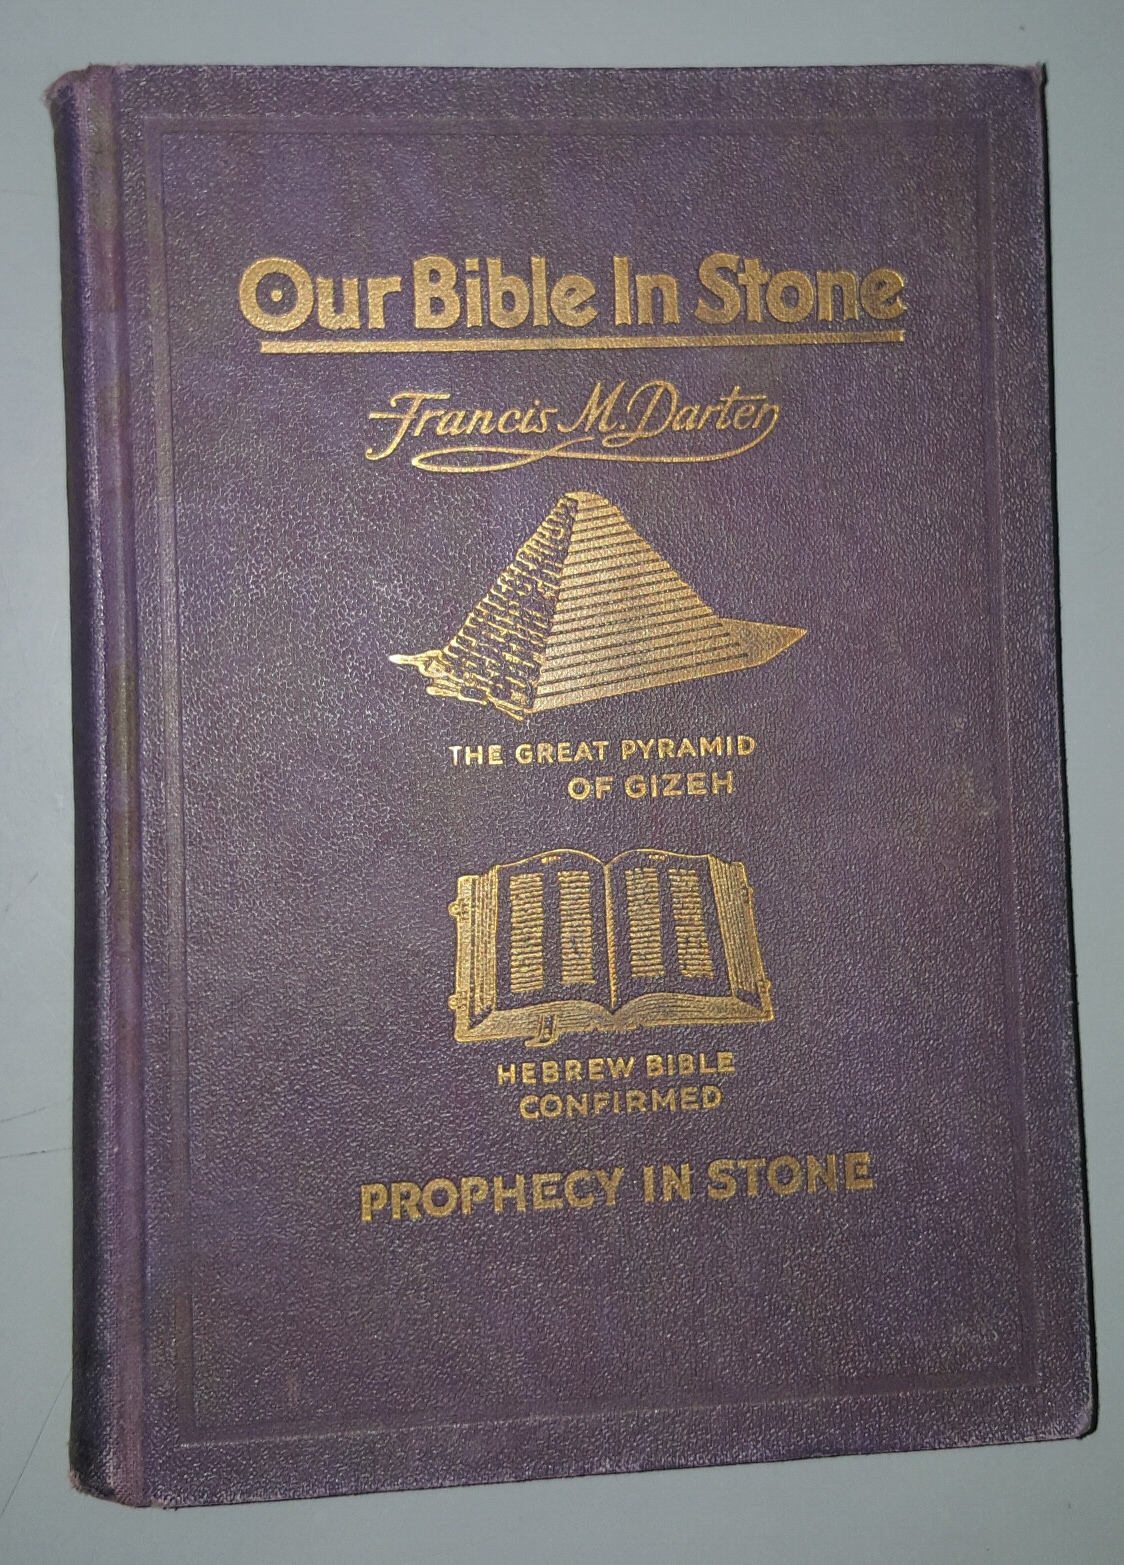 Our Bible In Stone
Francis M. Darter
THE GREAT PYRAMID
OF GIZEH
HEBREW BIBLE
CONFIRMED
PROPHECY IN STONE